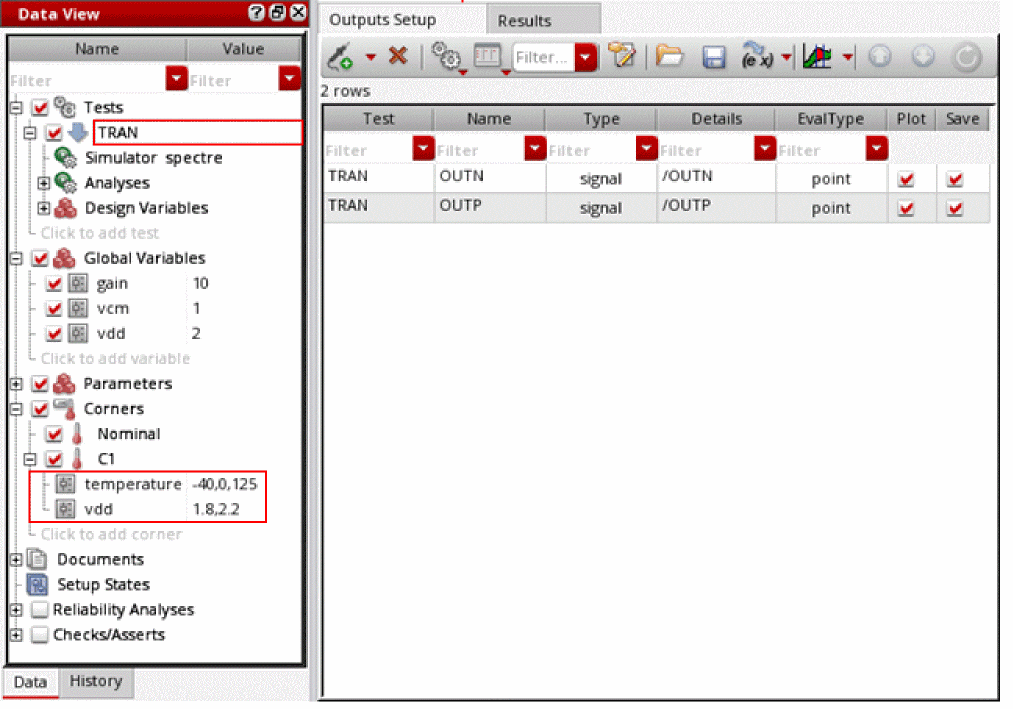 Data View
Name Value
Filter Filter
Tests
TRAN
Simulator spectre
Analyses
Design Variables
Click to add test
Global Variables
gain 10
vcm 1
vdd 2
Click to add variable
Parameters
Corners
Nominal
C1
temperature -40,0,125
vdd 1.8,2.2
Click to add corner
Documents
Setup States
Reliability Analyses
Checks/Asserts
Data History
Outputs Setup Results
Filter... (e x)
2 rows
Test Name Type Details EvalType Plot Save
Filter Filter Filter Filter Filter
TRAN OUTN signal /OUTN point
TRAN OUTP signal /OUTP point